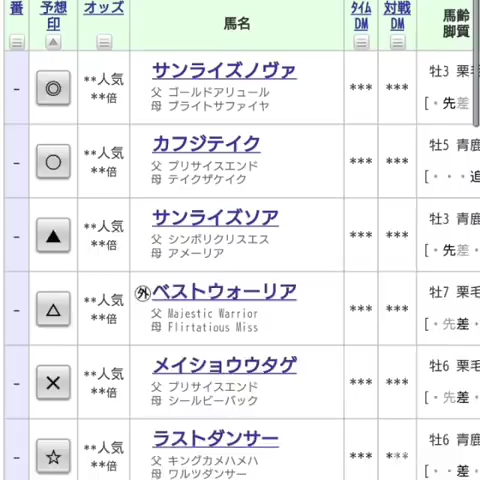 番 予想印 オッズ 馬名 ﾀｲﾑDM 対戦DM 馬齢脚質
- ◎ **人気 **倍 サンライズノヴァ *** *** 牡3 栗毛
父 ゴールドアリュール
母 ブライトサファイヤ [・先差
- ○ **人気 **倍 カフジテイク *** *** 牡5 青鹿
父 プリサイスエンド
母 テイクザケイク [・・・追
- ▲ **人気 **倍 サンライズソア *** *** 牡3 青鹿
父 シンボリクリスエス
母 アメーリア [・先差・
- △ **人気 **倍 外 ベストウォーリア *** *** 牡7 栗毛
父 Majestic Warrior
母 Flirtatious Miss [・先差・
- × **人気 **倍 メイショウウタゲ *** *** 牡6 栗毛
父 プリサイスエンド
母 シールビーバック [・先差・
- ☆ **人気 **倍 ラストダンサー *** *** 牡6 青鹿
父 キングカメハメハ
母 ワルツダンサー [・・差・